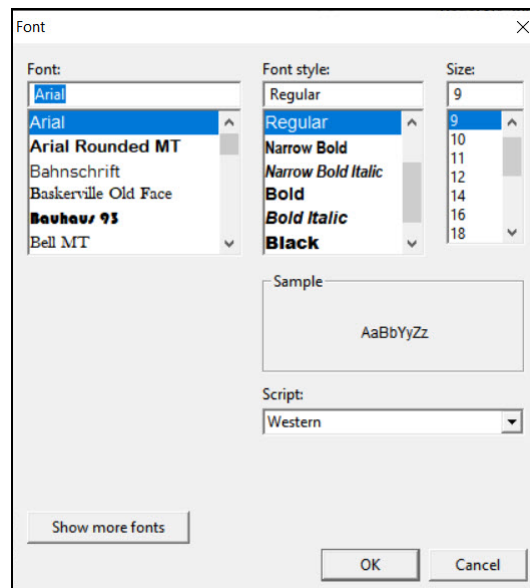 Font
Font:
Arial
Arial
Arial Rounded MT
Bahnschrift
Baskerville Old Face
Bauhaus 93
Bell MT
Font style:
Regular
Regular
Narrow Bold
Narrow Bold Italic
Bold
Bold Italic
Black
Size:
9
9
10
11
12
14
16
18
Sample
AaBbYyZz
Script:
Western
Show more fonts
OK
Cancel